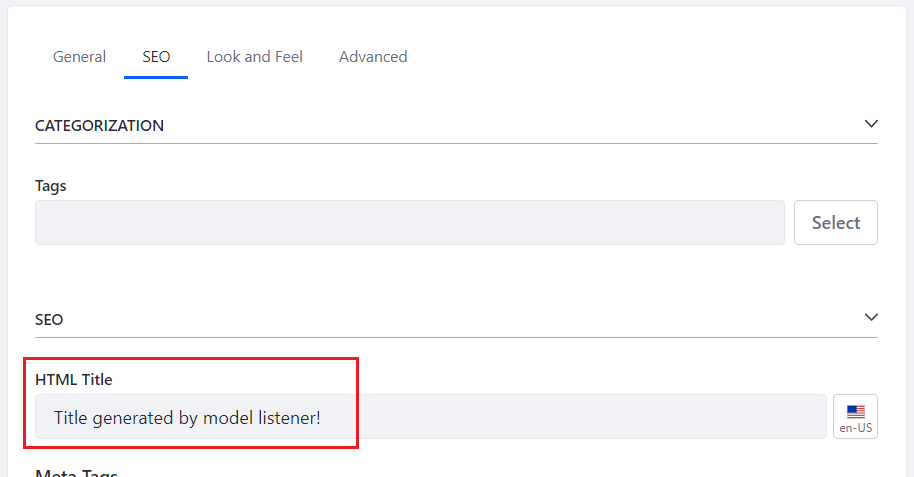 General SEO Look and Feel Advanced
CATEGORIZATION
Tags
Select
SEO
HTML Title
Title generated by model listener!
en-US
Meta Tags